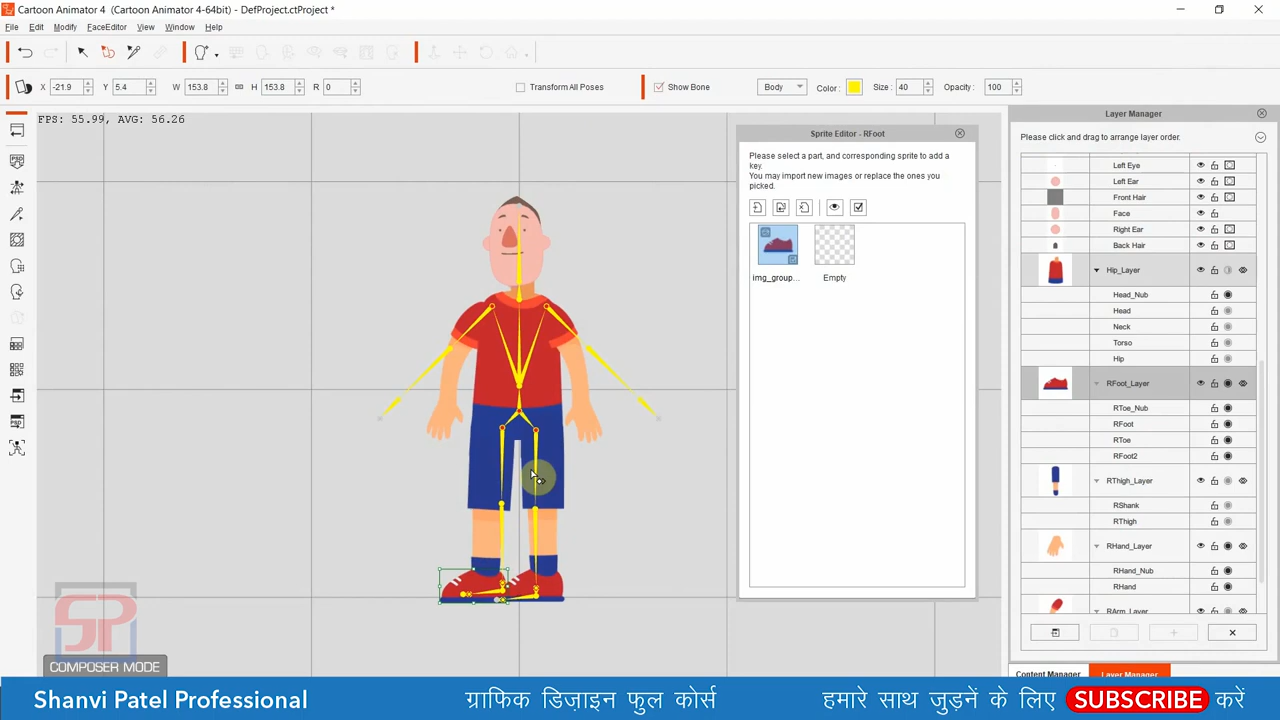 Cartoon Animator 4 (Cartoon Animator 4-64bit) - DefProject.ctProject *
File Edit Modify FaceEditor View Window Help
X -21.9 Y 5.4 W 153.8 H 153.8 R 0 Transform All Poses Show Bone Body Color : Size : 40 Opacity : 100
FPS: 55.99, AVG: 56.26
Layer Manager
Please click and drag to arrange layer order.
Sprite Editor - RFoot
Please select a part, and corresponding sprite to add a
key.
You may import new images or replace the ones you
picked.
img_group...
Empty
Left Eye
Left Ear
Front Hair
Face
Right Ear
Back Hair
Hip_Layer
Head_Nub
Head
Neck
Torso
Hip
RFoot_Layer
RToe_Nub
RFoot
RToe
RFoot2
RThigh_Layer
RShank
RThigh
RHand_Layer
RHand_Nub
RHand
RArm_Layer
Content Manager
Layer Manager
SP
COMPOSER MODE
Shanvi Patel Professional
ग्राफिक डिज़ाइन फुल कोर्स
हमारे साथ जुड़नें के लिए SUBSCRIBE करें